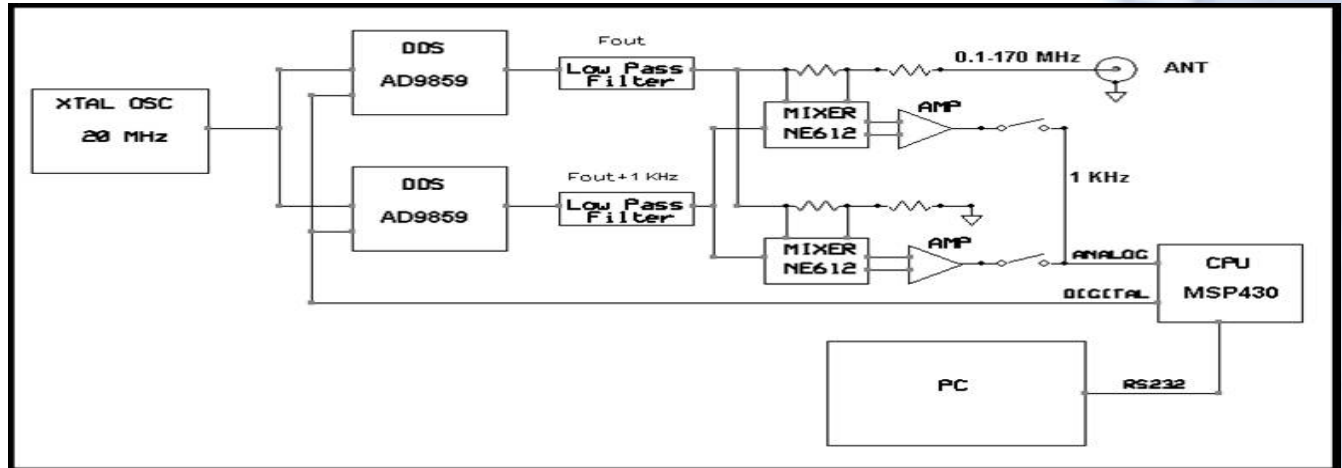 XTAL OSC
20 MHz
DDS
AD9859
Fout
Low Pass
Filter
0.1-170 MHz
ANT
MIXER
NE612
AMP
1 KHz
DDS
AD9859
Fout+1 KHz
Low Pass
Filter
MIXER
NE612
AMP
ANALOG
DIGITAL
CPU
MSP430
PC
RS232